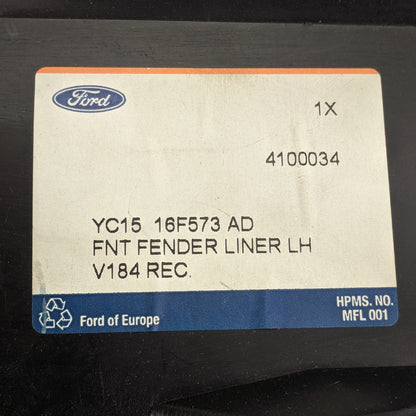 Ford
1X
4100034
YC15 16F573 AD
FNT FENDER LINER LH
V184 REC.
Ford of Europe
HPMS. NO.
MFL 001